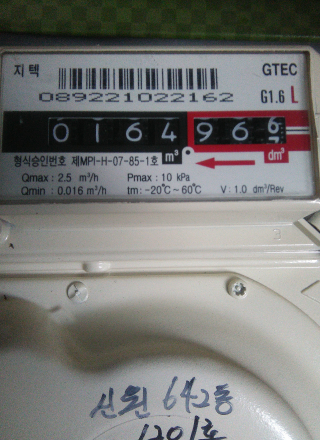 지텍
GTEC
089221022162
G1.6 L
0164 966
m³
dm³
형식승인번호 제MPI-H-07-85-1호
Qmax : 2.5 m³/h Pmax : 10 kPa
Qmin : 0.016 m³/h tm: -20℃~60℃ V : 1.0 dm³/Rev
신원 642동
1201호